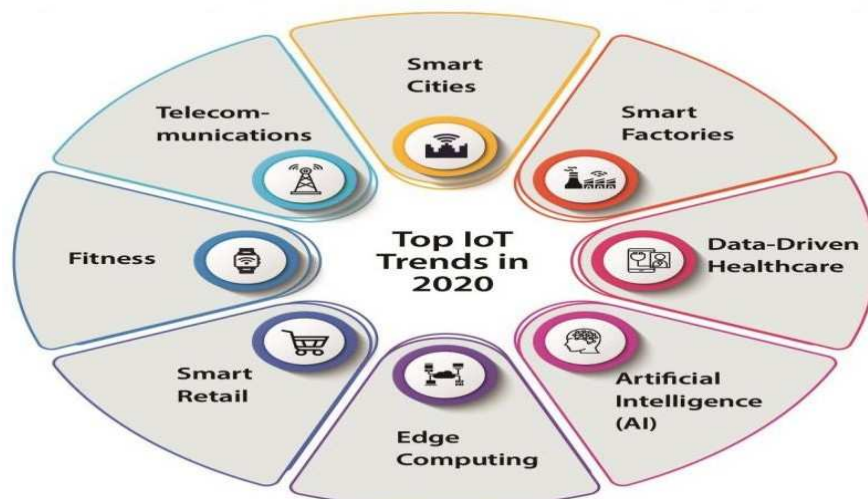 Top IoT
Trends in
2020
Smart
Cities
Smart
Factories
Data-Driven
Healthcare
Artificial
Intelligence
(AI)
Edge
Computing
Smart
Retail
Fitness
Telecom-
munications